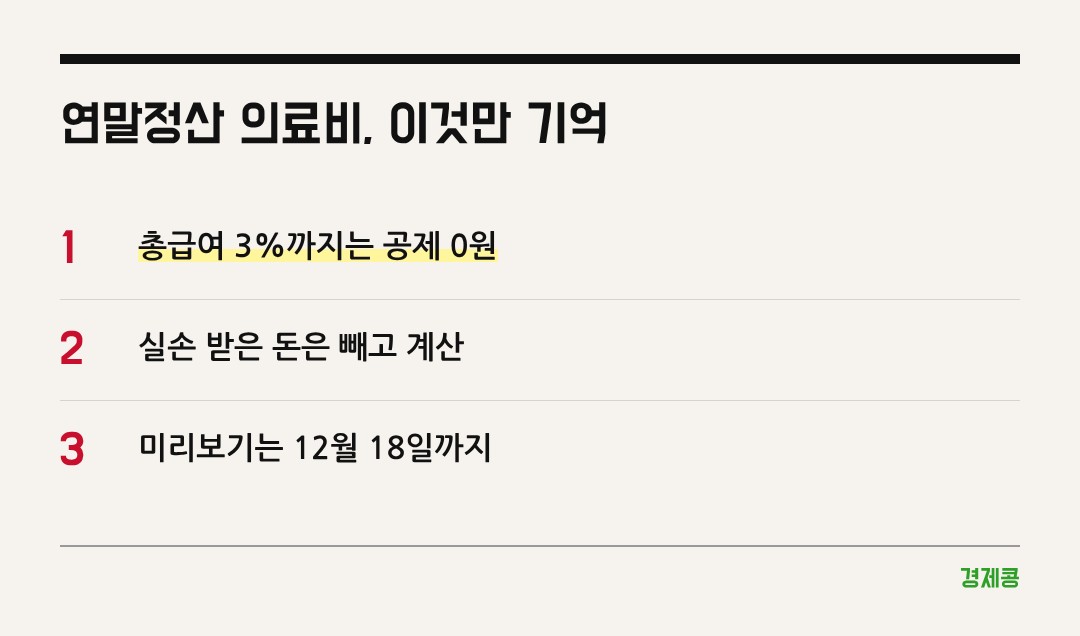 연말정산 의료비, 이것만 기억
1 총급여 3%까지는 공제 0원
2 실손 받은 돈은 빼고 계산
3 미리보기는 12월 18일까지
경제콩